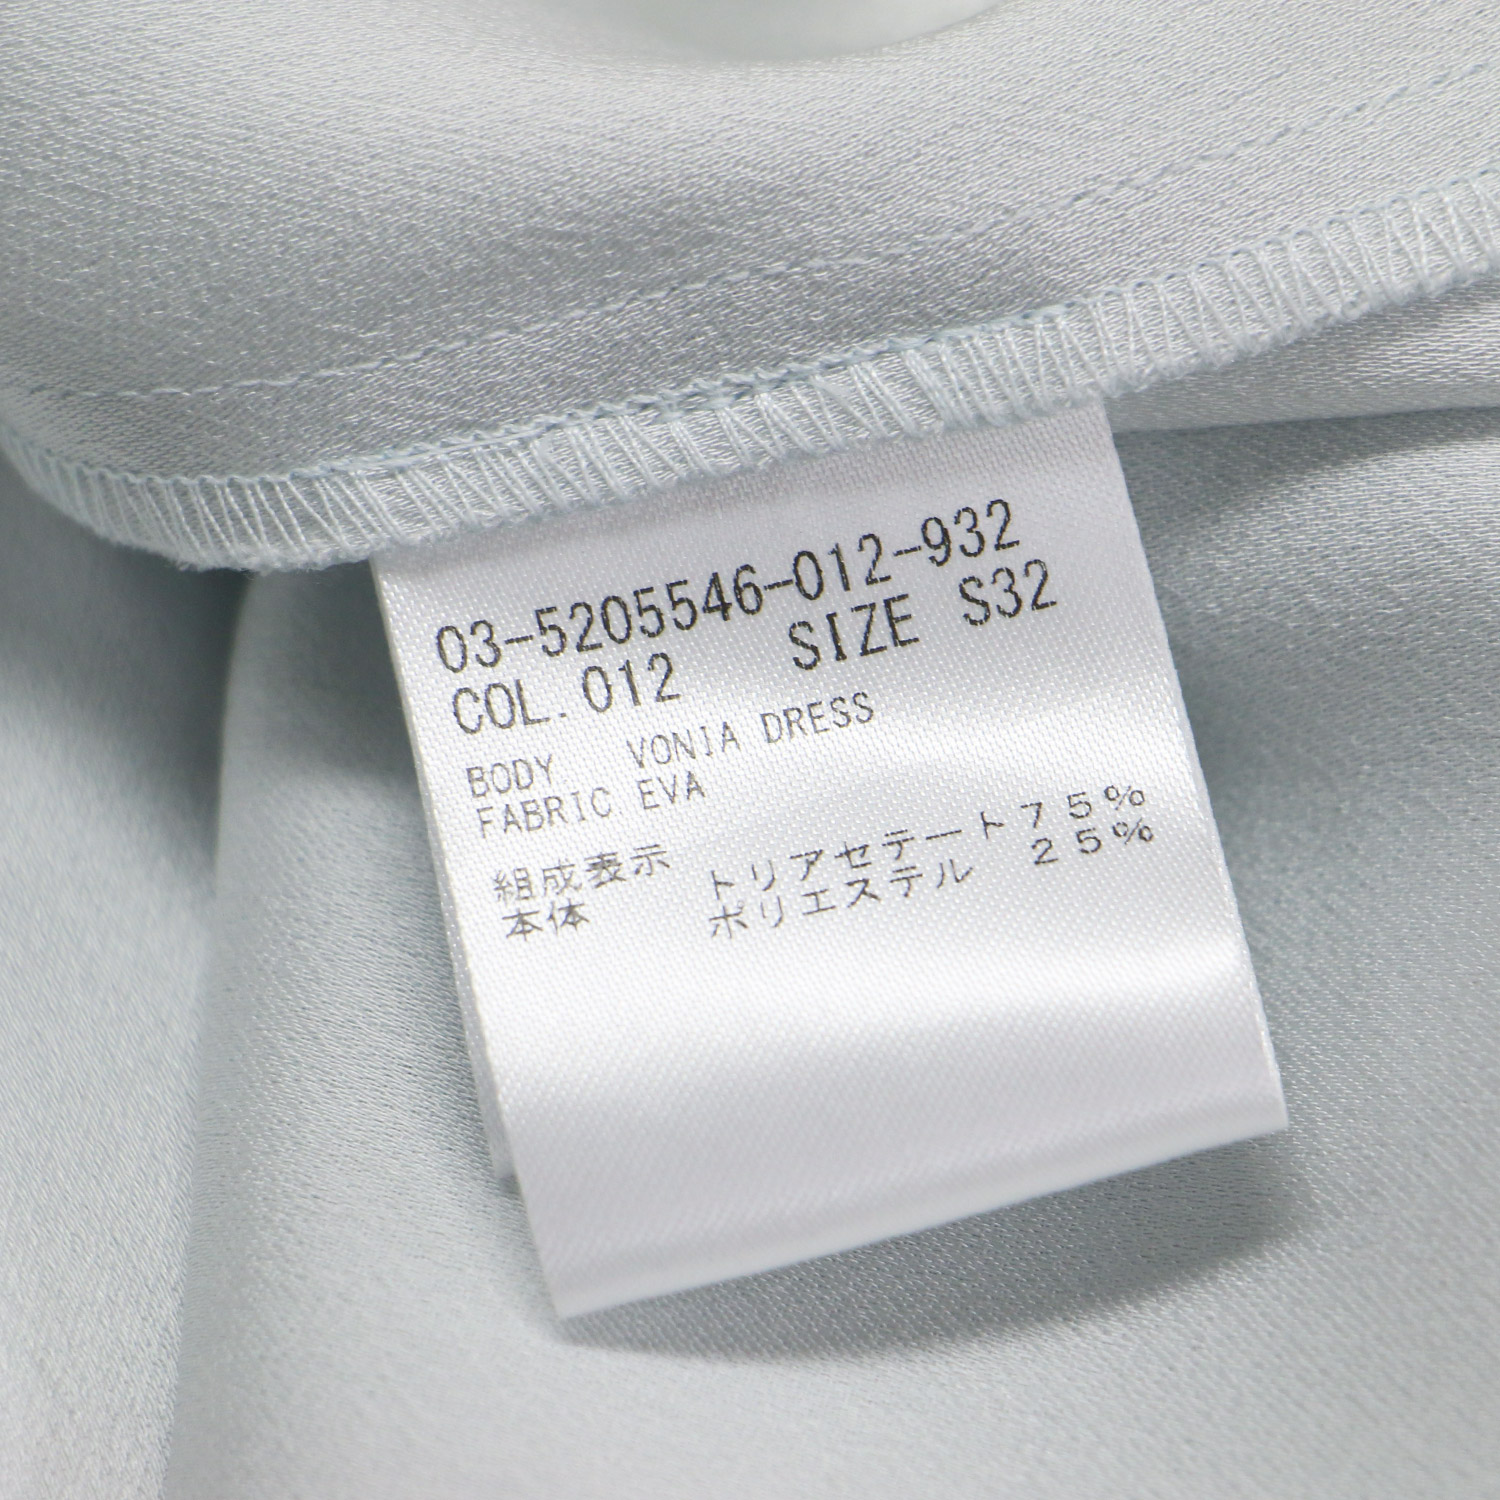 03-5205546-012-932
COL.012 SIZE S32
BODY VONIA DRESS
FABRIC EVA
組成表示 トリアセテート75%
本体 ポリエステル 25%